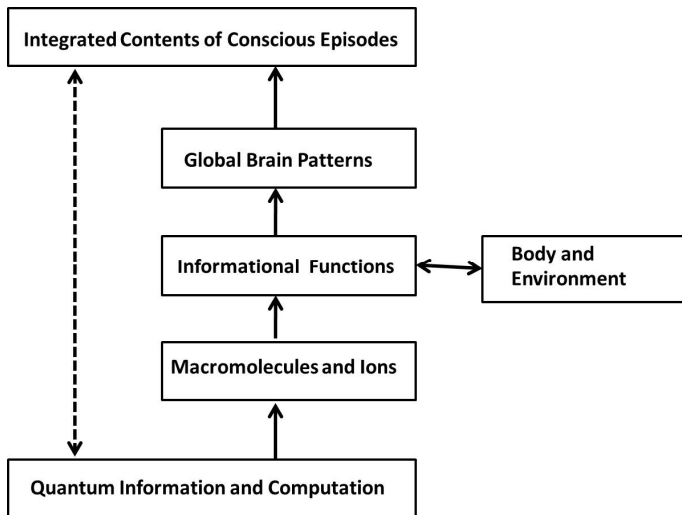 Integrated Contents of Conscious Episodes
Global Brain Patterns
Informational Functions
Body and
Environment
Macromolecules and Ions
Quantum Information and Computation